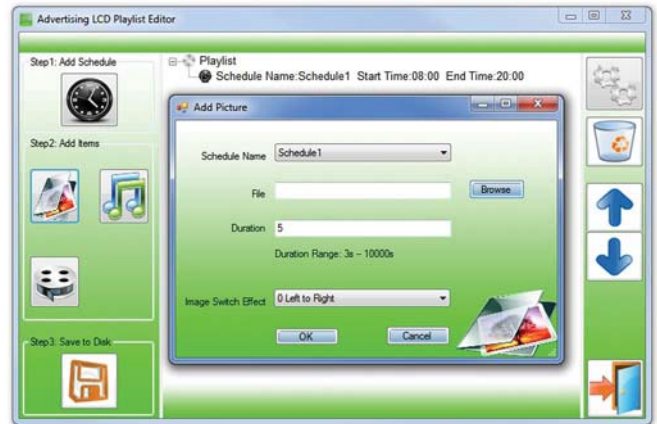 Advertising LCD Playlist Editor
Step1: Add Schedule
Playlist
Schedule Name:Schedule1 Start Time:08:00 End Time:20:00
Add Picture
Step2: Add Items
Schedule Name
Schedule1
File
Browse
Duration
5
Duration Range: 3s - 10000s
Image Switch Effect
0 Left to Right
OK
Cancel
Step3: Save to Disk